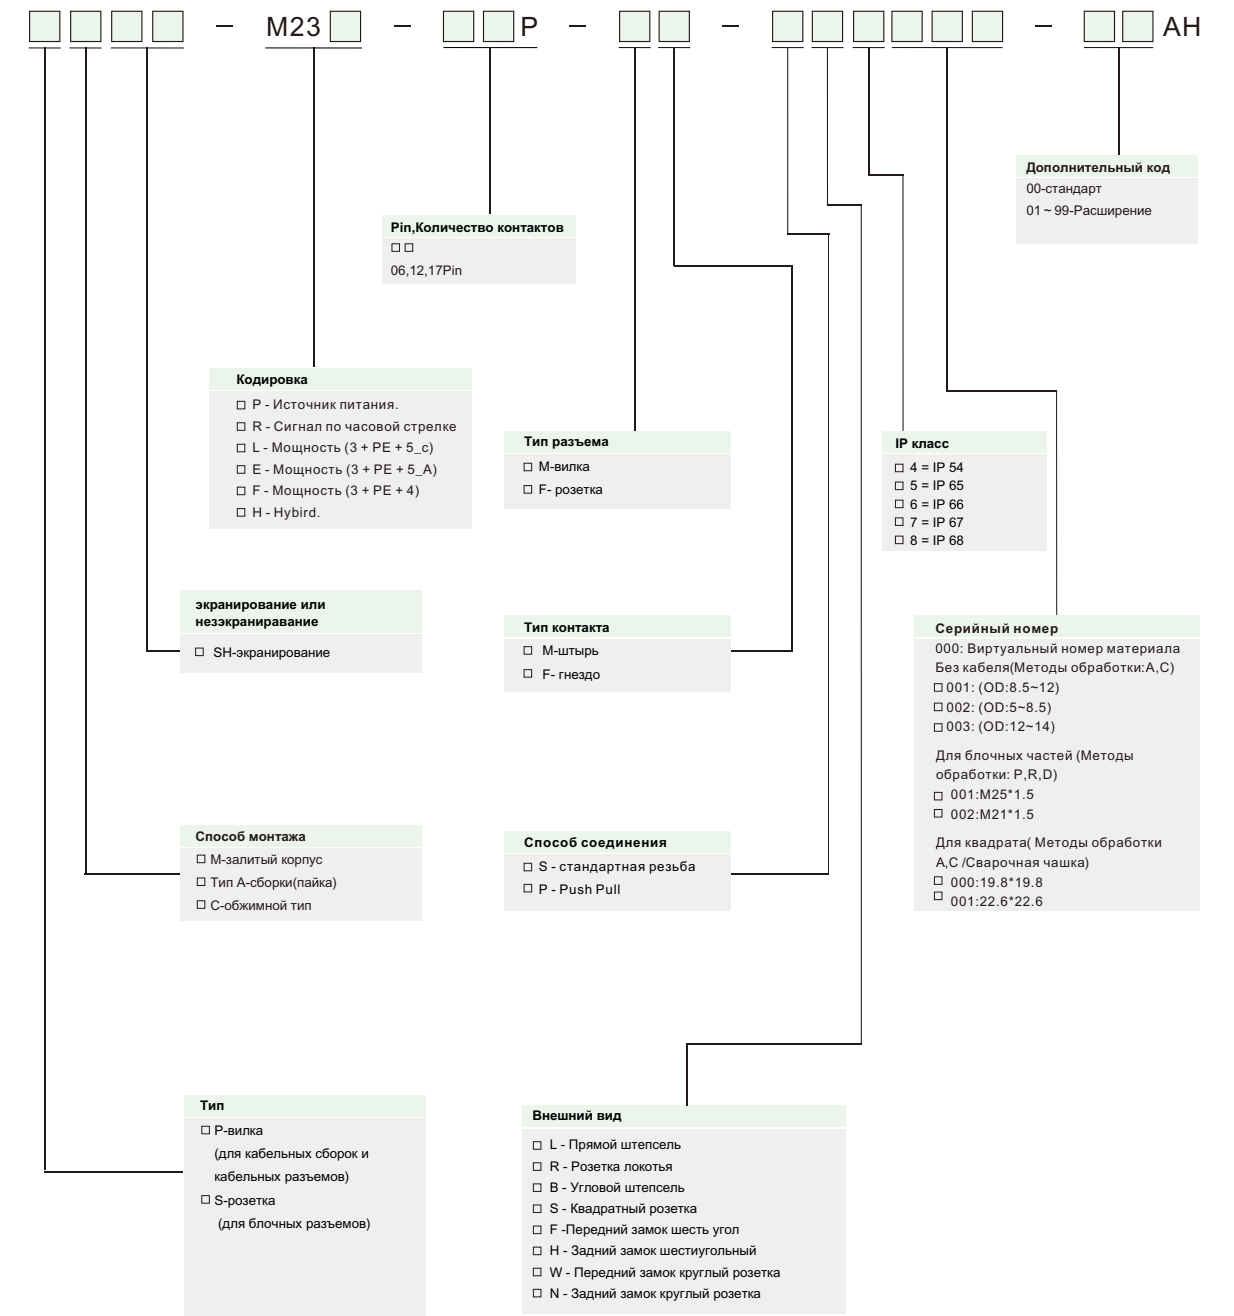 – M23 – P – – – AH
Дополнительный код
00-стандарт
01 ~ 99-Расширение
Pin,Количество контактов
06,12,17Pin
Кодировка
P - Источник питания.
R - Сигнал по часовой стрелке
L - Мощность (3 + PE + 5_c)
E - Мощность (3 + PE + 5_A)
F - Мощность (3 + PE + 4)
H - Hybird.
Тип разъема
M-вилка
F- розетка
IP класс
4 = IP 54
5 = IP 65
6 = IP 66
7 = IP 67
8 = IP 68
экранирование или
незэкраниравание
SH-экранирование
Тип контакта
M-штырь
F- гнездо
Серийный номер
000: Виртуальный номер материала
Без кабеля(Методы обработки:A,C)
001: (OD:8.5~12)
002: (OD:5~8.5)
003: (OD:12~14)
Для блочных частей (Методы
обработки: P,R,D)
001:M25*1.5
002:M21*1.5
Для квадрата( Методы обработки
A,C /Сварочная чашка)
000:19.8*19.8
001:22.6*22.6
Способ монтажа
M-залитый корпус
Тип A-сборки(пайка)
C-обжимной тип
Способ соединения
S - стандартная резьба
P - Push Pull
Тип
P-вилка
(для кабельных сборок и
кабельных разъемов)
S-розетка
(для блочных разъемов)
Внешний вид
L - Прямой штепсель
R - Розетка локотья
B - Угловой штепсель
S - Квадратный розетка
F -Передний замок шесть угол
H - Задний замок шестиугольный
W - Передний замок круглый розетка
N - Задний замок круглый розетка